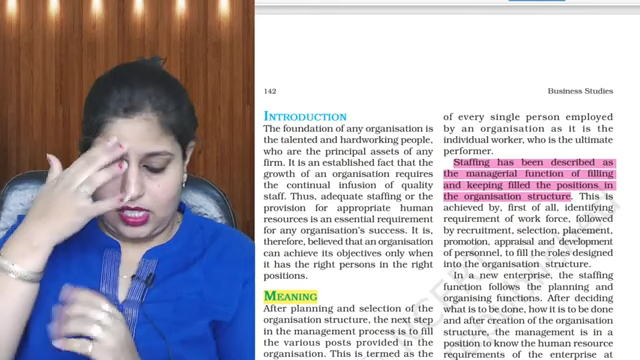 142
Business Studies
INTRODUCTION
The foundation of any organisation is
the talented and hardworking people,
who are the principal assets of any
firm. It is an established fact that the
growth of an organisation requires
the continual infusion of quality
staff. Thus, adequate staffing or the
provision for appropriate human
resources is an essential requirement
for any organisation's success. It is,
therefore, believed that an organisation
can achieve its objectives only when
it has the right persons in the right
positions.
MEANING
After planning and selection of the
organisation structure, the next step
in the management process is to fill
the various posts provided in the
organisation. This is termed as the
of every single person employed
by an organisation as it is the
individual worker, who is the ultimate
performer.
Staffing has been described as
the managerial function of filling
and keeping filled the positions in
the organisation structure. This is
achieved by, first of all, identifying
requirement of work force, followed
by recruitment, selection, placement,
promotion, appraisal and development
of personnel, to fill the roles designed
into the organisation structure.
In a new enterprise, the staffing
function follows the planning and
organising functions. After deciding
what is to be done, how it is to be done
and after creation of the organisation
structure, the management is in a
position to know the human resource
requirements of the enterprise at